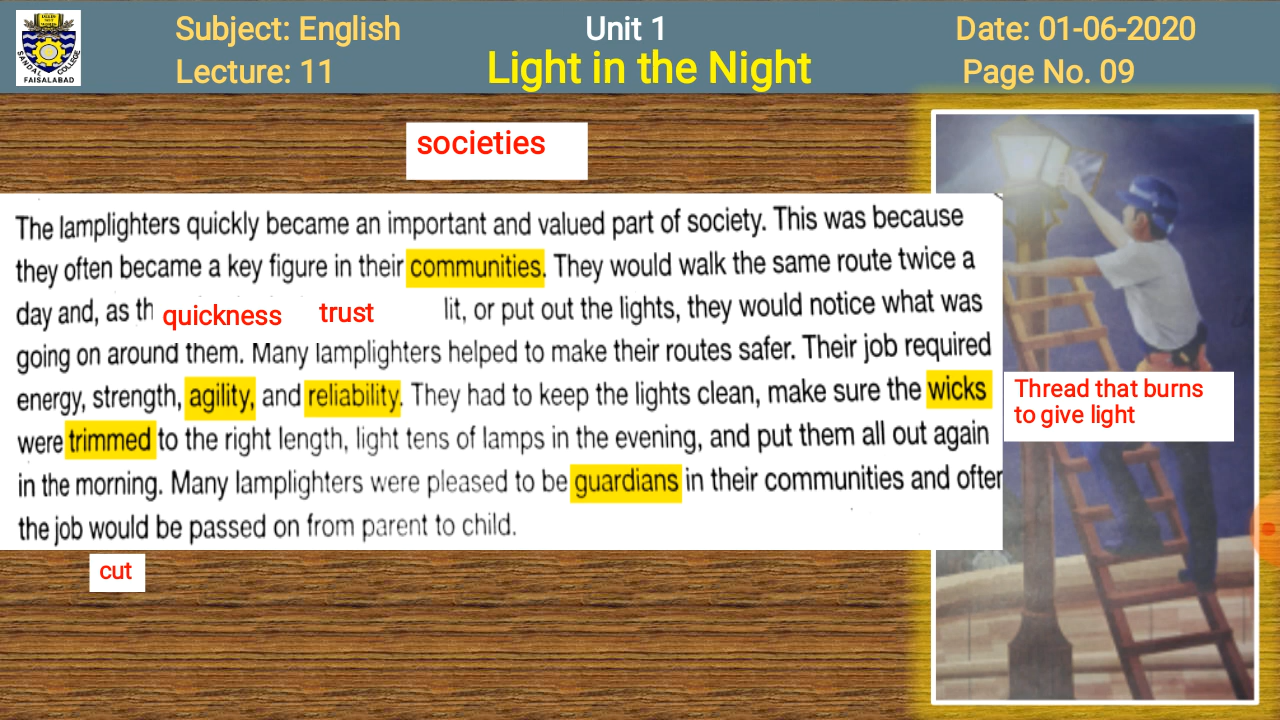 Subject: English
Unit 1
Date: 01-06-2020
Lecture: 11
Light in the Night
Page No. 09
SANDAL COLLEGE
FAISALABAD
societies
The lamplighters quickly became an important and valued part of society. This was because
they often became a key figure in their communities. They would walk the same route twice a
day and, as th quickness trust lit, or put out the lights, they would notice what was
going on around them. Many lamplighters helped to make their routes safer. Their job required
energy, strength, agility, and reliability. They had to keep the lights clean, make sure the wicks
Thread that burns
to give light
were trimmed to the right length, light tens of lamps in the evening, and put them all out again
in the morning. Many lamplighters were pleased to be guardians in their communities and often
the job would be passed on from parent to child.
cut